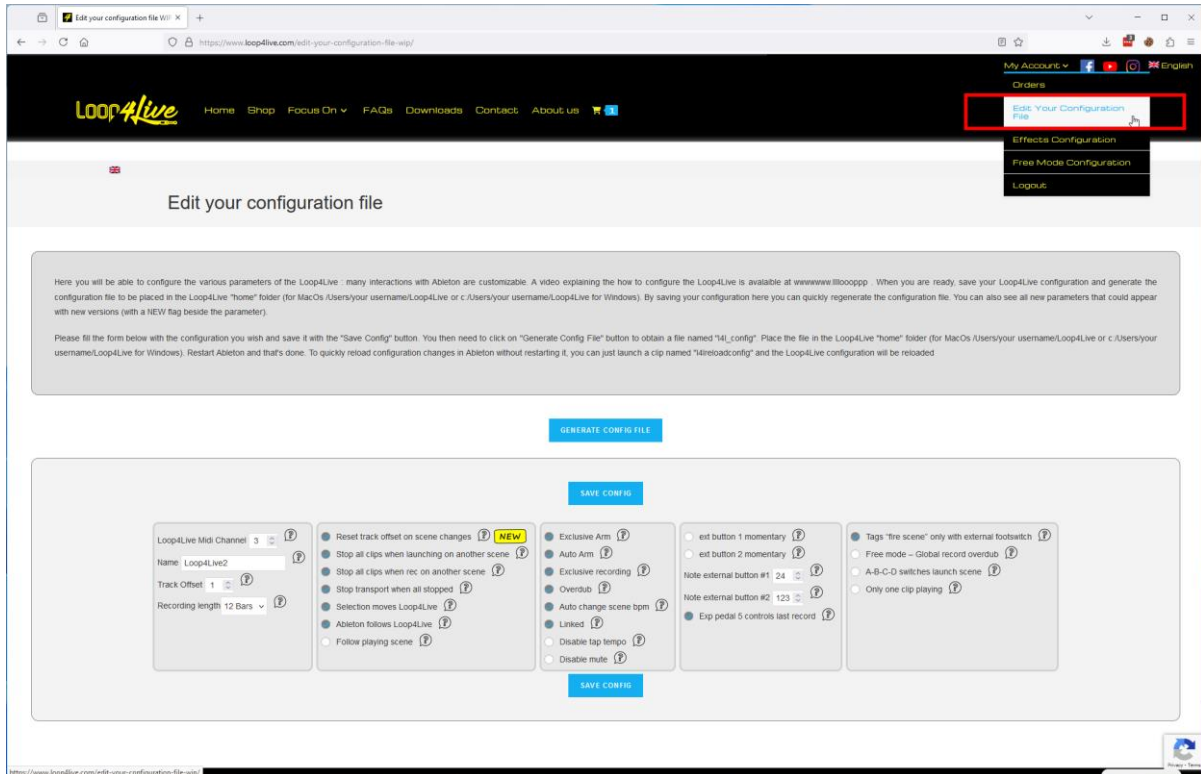 Edit your configuration file WIP
https://www.loop4live.com/edit-your-configuration-file-wip/
My Account
English
Loop4Live
Home Shop Focus On FAQs Downloads Contact About us 1
Orders
Edit Your Configuration
File
Effects Configuration
Free Mode Configuration
Logout
Edit your configuration file
Here you will be able to configure the various parameters of the Loop4Live : many interactions with Ableton are customizable. A video explaining the how to configure the Loop4Live is avalaible at wwwwwww.llloooppp . When you are ready, save your Loop4Live configuration and generate the
configuration file to be placed in the Loop4Live "home" folder (for MacOs /Users/your username/Loop4Live or c:/Users/your username/Loop4Live for Windows). By saving your configuration here you can quickly regenerate the configuration file. You can also see all new parameters that could appear
with new versions (with a NEW flag beside the parameter).
Please fill the form below with the configuration you wish and save it with the "Save Config" button. You then need to click on "Generate Config File" button to obtain a file named "l4l_config". Place the file in the Loop4Live "home" folder (for MacOs /Users/your username/Loop4Live or c:/Users/your
username/Loop4Live for Windows). Restart Ableton and that's done. To quickly reload configuration changes in Ableton without restarting it, you can just launch a clip named "l4lreloadconfig" and the Loop4Live configuration will be reloaded
GENERATE CONFIG FILE
SAVE CONFIG
Loop4Live Midi Channel 3
Name Loop4Live2
Track Offset 1
Recording length 12 Bars
Reset track offset on scene changes NEW
Stop all clips when launching on another scene
Stop all clips when rec on another scene
Stop transport when all stopped
Selection moves Loop4Live
Ableton follows Loop4Live
Follow playing scene
Exclusive Arm
Auto Arm
Exclusive recording
Overdub
Auto change scene bpm
Linked
Disable tap tempo
Disable mute
ext button 1 momentary
ext button 2 momentary
Note external button #1 24
Note external button #2 123
Exp pedal 5 controls last record
Tags "fire scene" only with external footswitch
Free mode – Global record overdub
A-B-C-D switches launch scene
Only one clip playing
SAVE CONFIG
https://www.loop4live.com/edit-your-configuration-file-wip/
Privacy - Terms